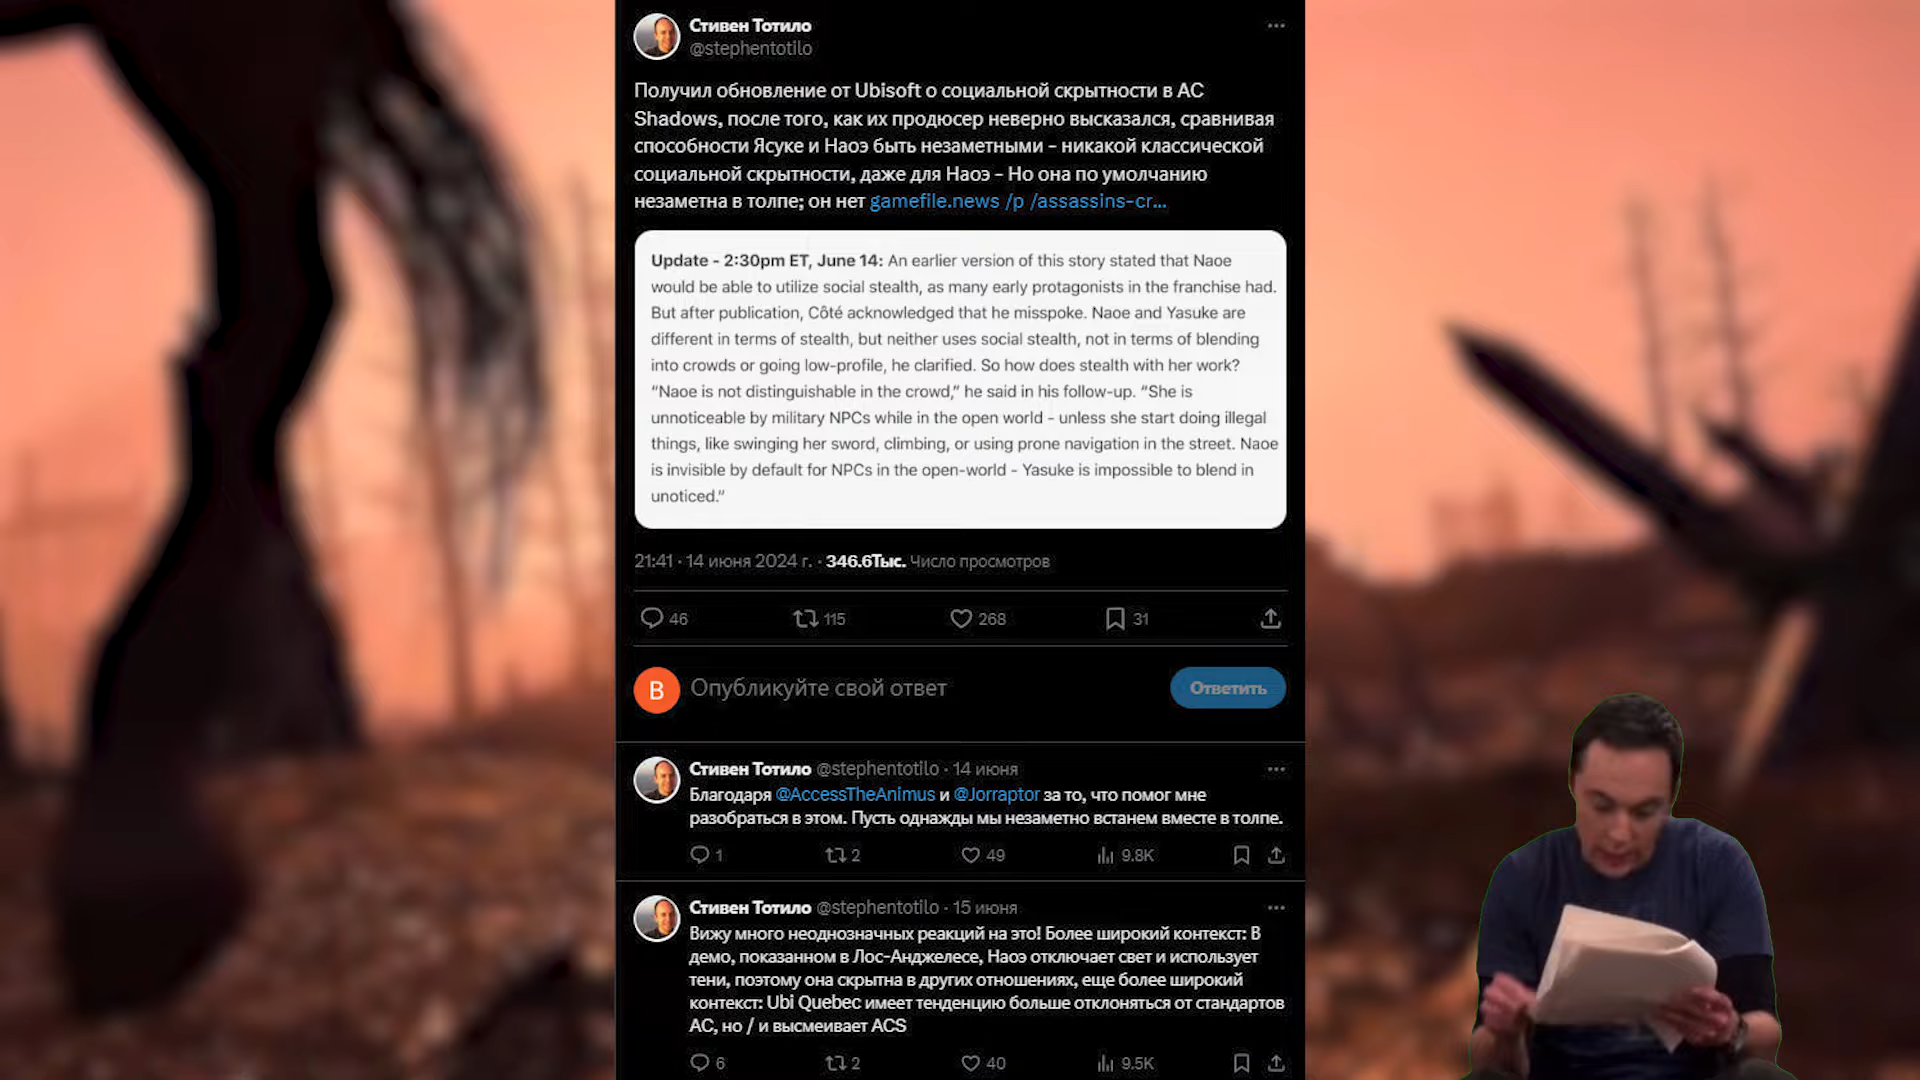 Стивен Тотило
@stephentotilo
Получил обновление от Ubisoft о социальной скрытности в AC
Shadows, после того, как их продюсер неверно высказался, сравнивая
способности Ясуке и Наоэ быть незаметными – никакой классической
социальной скрытности, даже для Наоэ – Но она по умолчанию
незаметна в толпе; он нет gamefile.news /p /assassins-cr...
Update - 2:30pm ET, June 14: An earlier version of this story stated that Naoe
would be able to utilize social stealth, as many early protagonists in the franchise had.
But after publication, Côté acknowledged that he misspoke. Naoe and Yasuke are
different in terms of stealth, but neither uses social stealth, not in terms of blending
into crowds or going low-profile, he clarified. So how does stealth with her work?
“Naoe is not distinguishable in the crowd,” he said in his follow-up. “She is
unnoticeable by military NPCs while in the open world - unless she start doing illegal
things, like swinging her sword, climbing, or using prone navigation in the street. Naoe
is invisible by default for NPCs in the open-world - Yasuke is impossible to blend in
unoticed.”
21:41 · 14 июня 2024 г. · 346.6Тыс. Число просмотров
46 115 268 31
В Опубликуйте свой ответ Ответить
Стивен Тотило @stephentotilo · 14 июня
Благодаря @AccessTheAnimus и @Jorraptor за то, что помог мне
разобраться в этом. Пусть однажды мы незаметно встанем вместе в толпе.
1 2 49 9.8K
Стивен Тотило @stephentotilo · 15 июня
Вижу много неоднозначных реакций на это! Более широкий контекст: В
демо, показанном в Лос-Анджелесе, Наоэ отключает свет и использует
тени, поэтому она скрытна в других отношениях, еще более широкий
контекст: Ubi Quebec имеет тенденцию больше отклоняться от стандартов
AC, но / и высмеивает ACS
6 2 40 9.5K